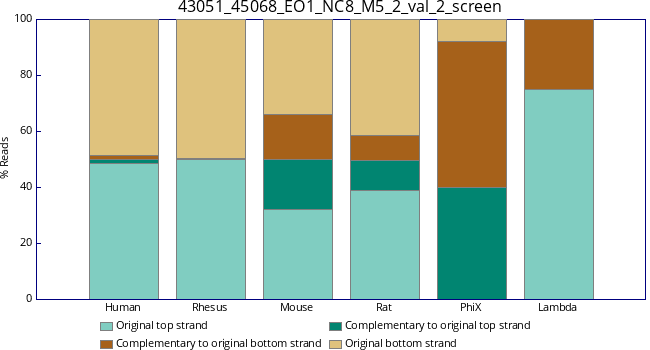 43051_45068_EO1_NC8_M5_2_val_2_screen
100
80
60
40
20
0
% Reads
Human Rhesus Mouse Rat PhiX Lambda
Original top strand Complementary to original top strand
Complementary to original bottom strand Original bottom strand